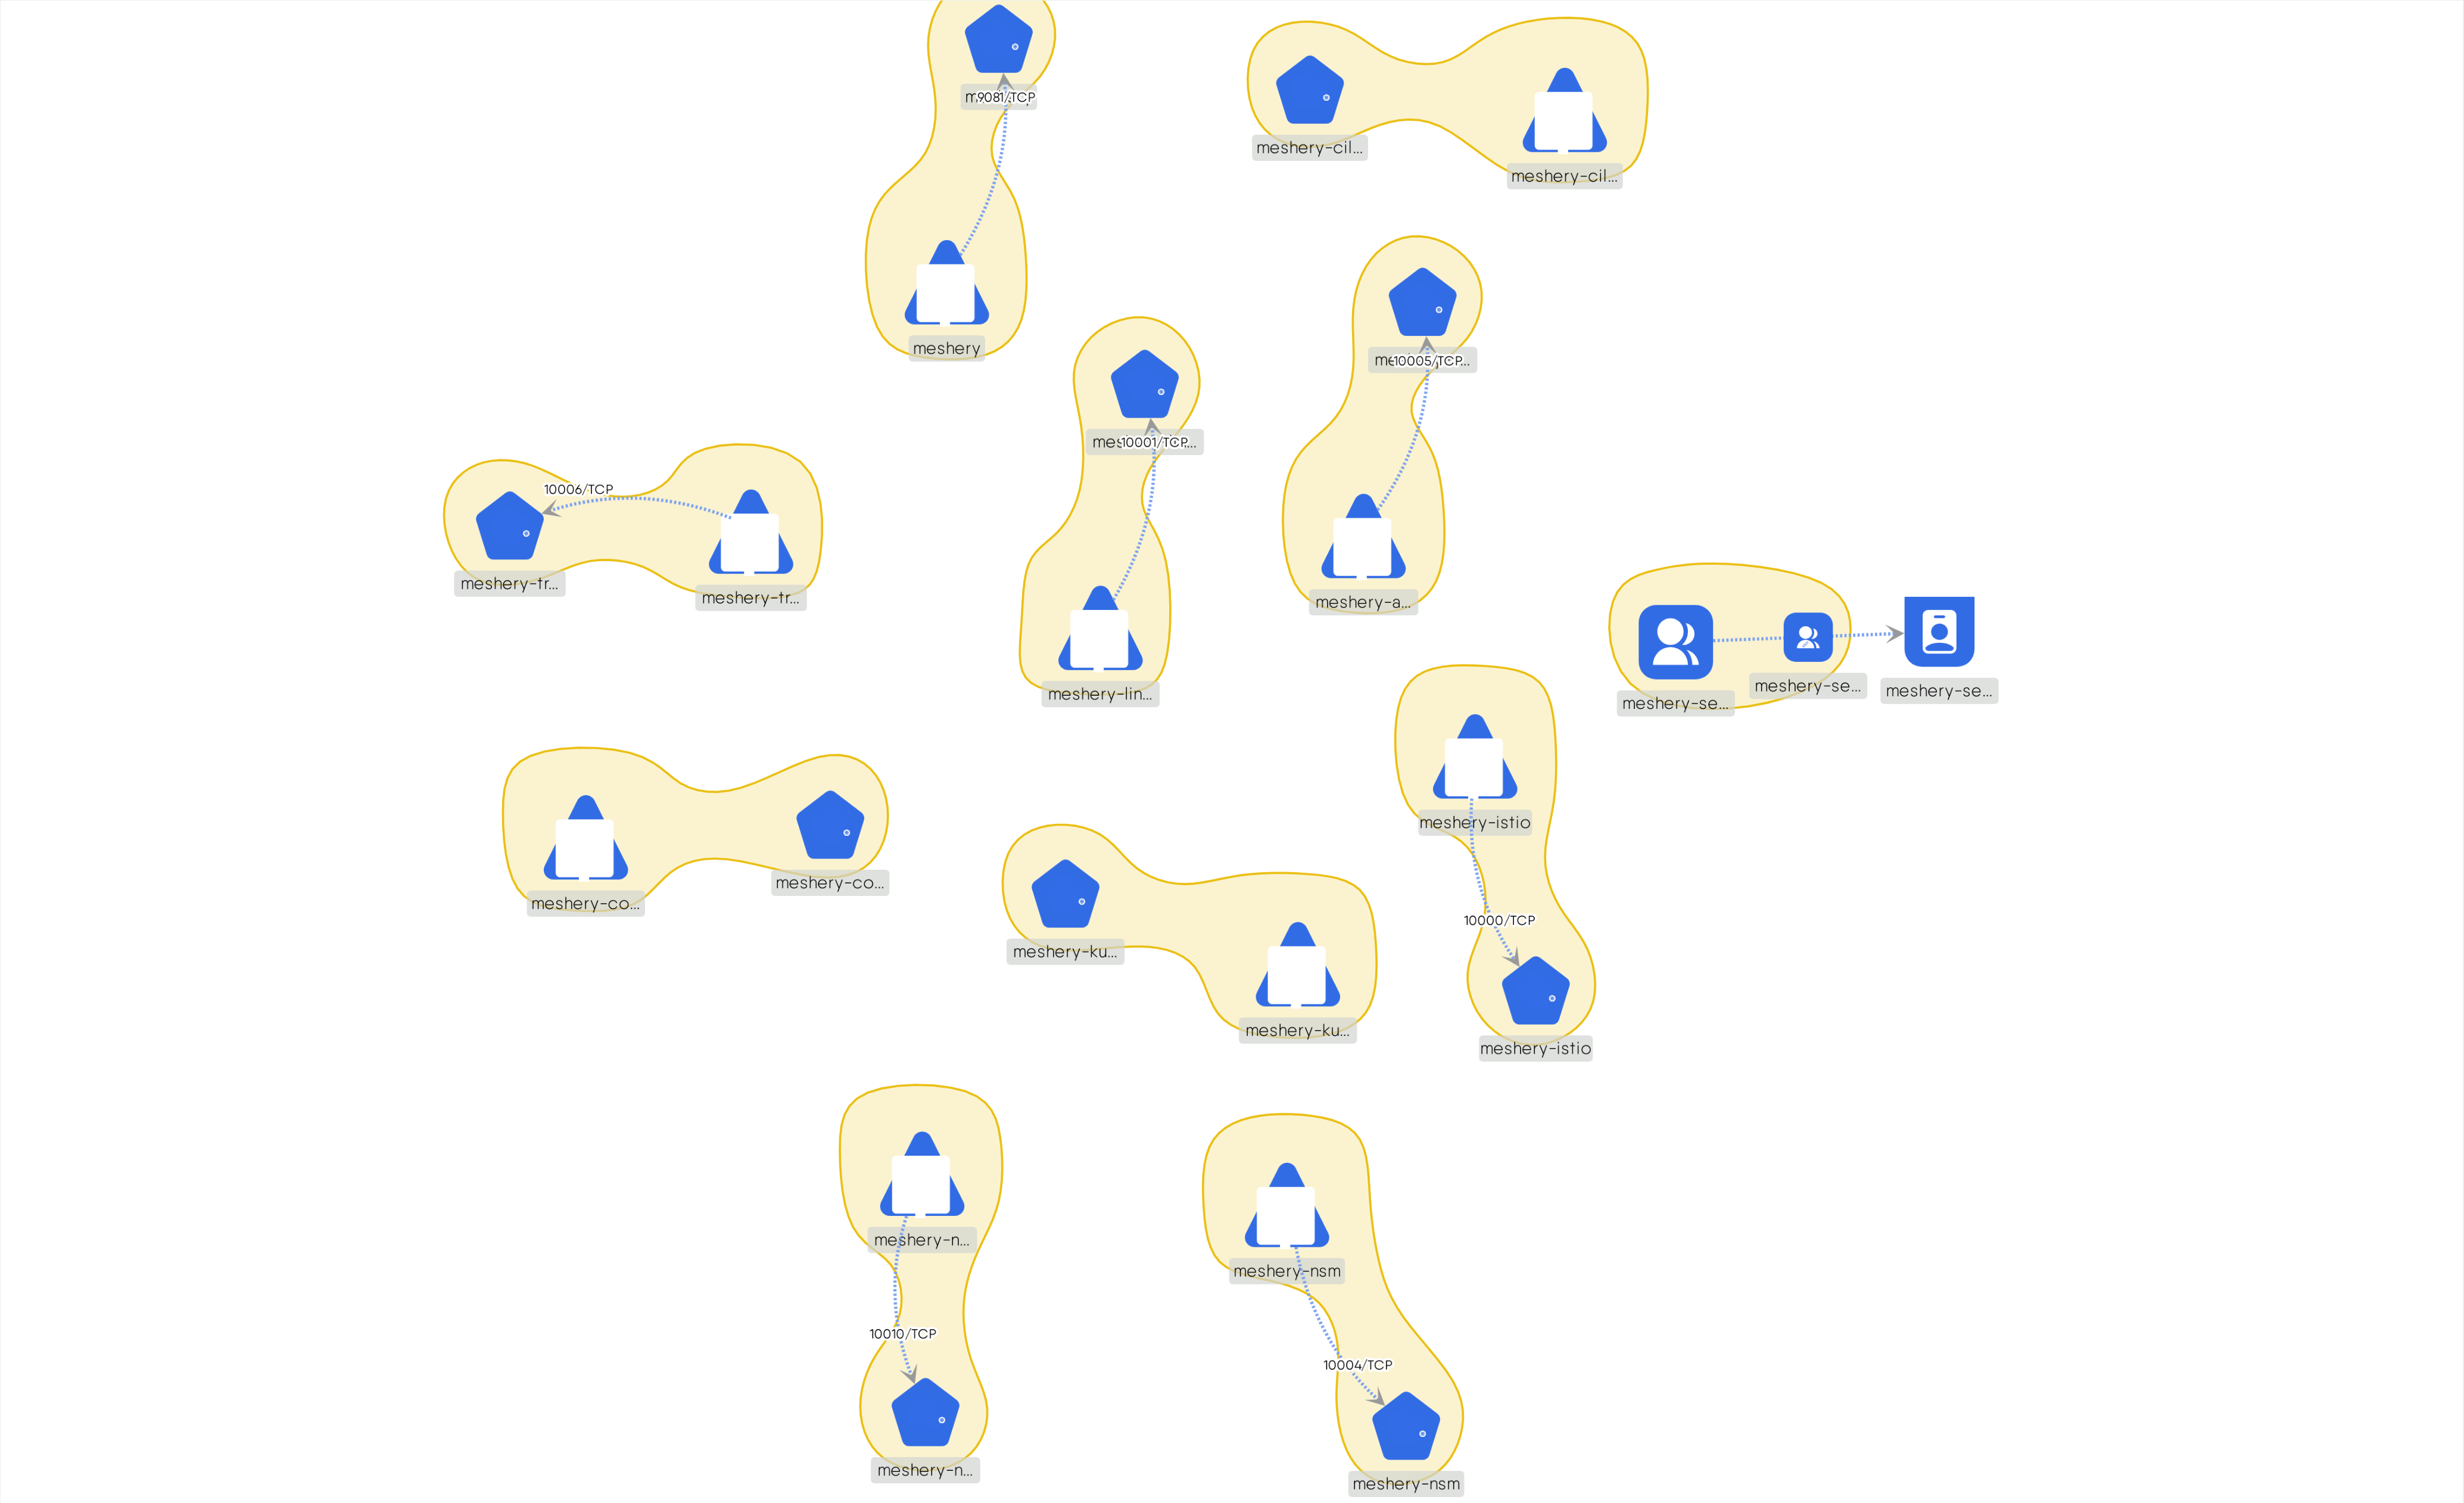 9081/TCP
meshery-cil...
meshery-cil...
meshery
10005/TCP
10001/TCP
10006/TCP
meshery-tr...
meshery-tr...
meshery-a...
meshery-lin...
meshery-se...
meshery-se...
meshery-se...
meshery-istio
meshery-co...
meshery-co...
10000/TCP
meshery-ku...
meshery-ku...
meshery-istio
meshery-n...
meshery-nsm
10010/TCP
10004/TCP
meshery-n...
meshery-nsm